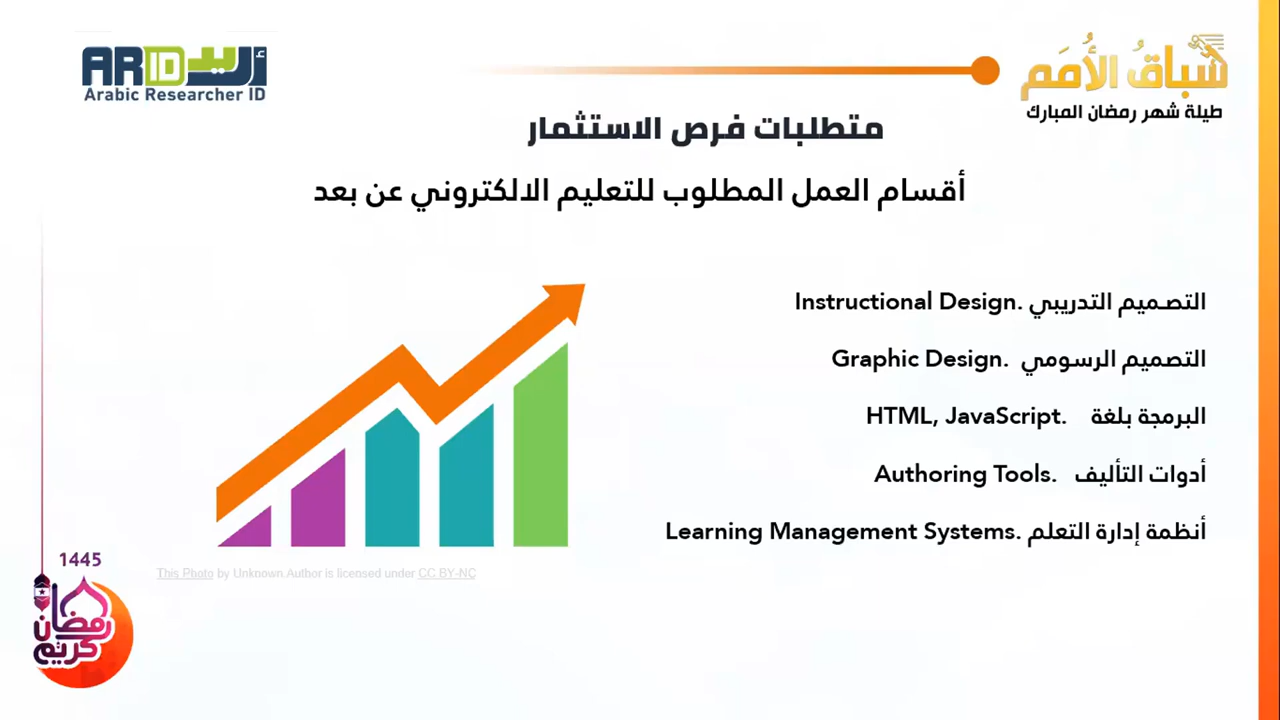 ARID أريد
Arabic Researcher ID
سباقُ الأُمَم
طيلة شهر رمضان المبارك
متطلبات فرص الاستثمار
أقسام العمل المطلوب للتعليم الالكتروني عن بعد
التصميم التدريبي .Instructional Design
التصميم الرسومي .Graphic Design
البرمجة بلغة .HTML, JavaScript
أدوات التأليف .Authoring Tools
أنظمة إدارة التعلم .Learning Management Systems
This Photo by Unknown Author is licensed under CC BY-NC
1445
رمضان
كريم